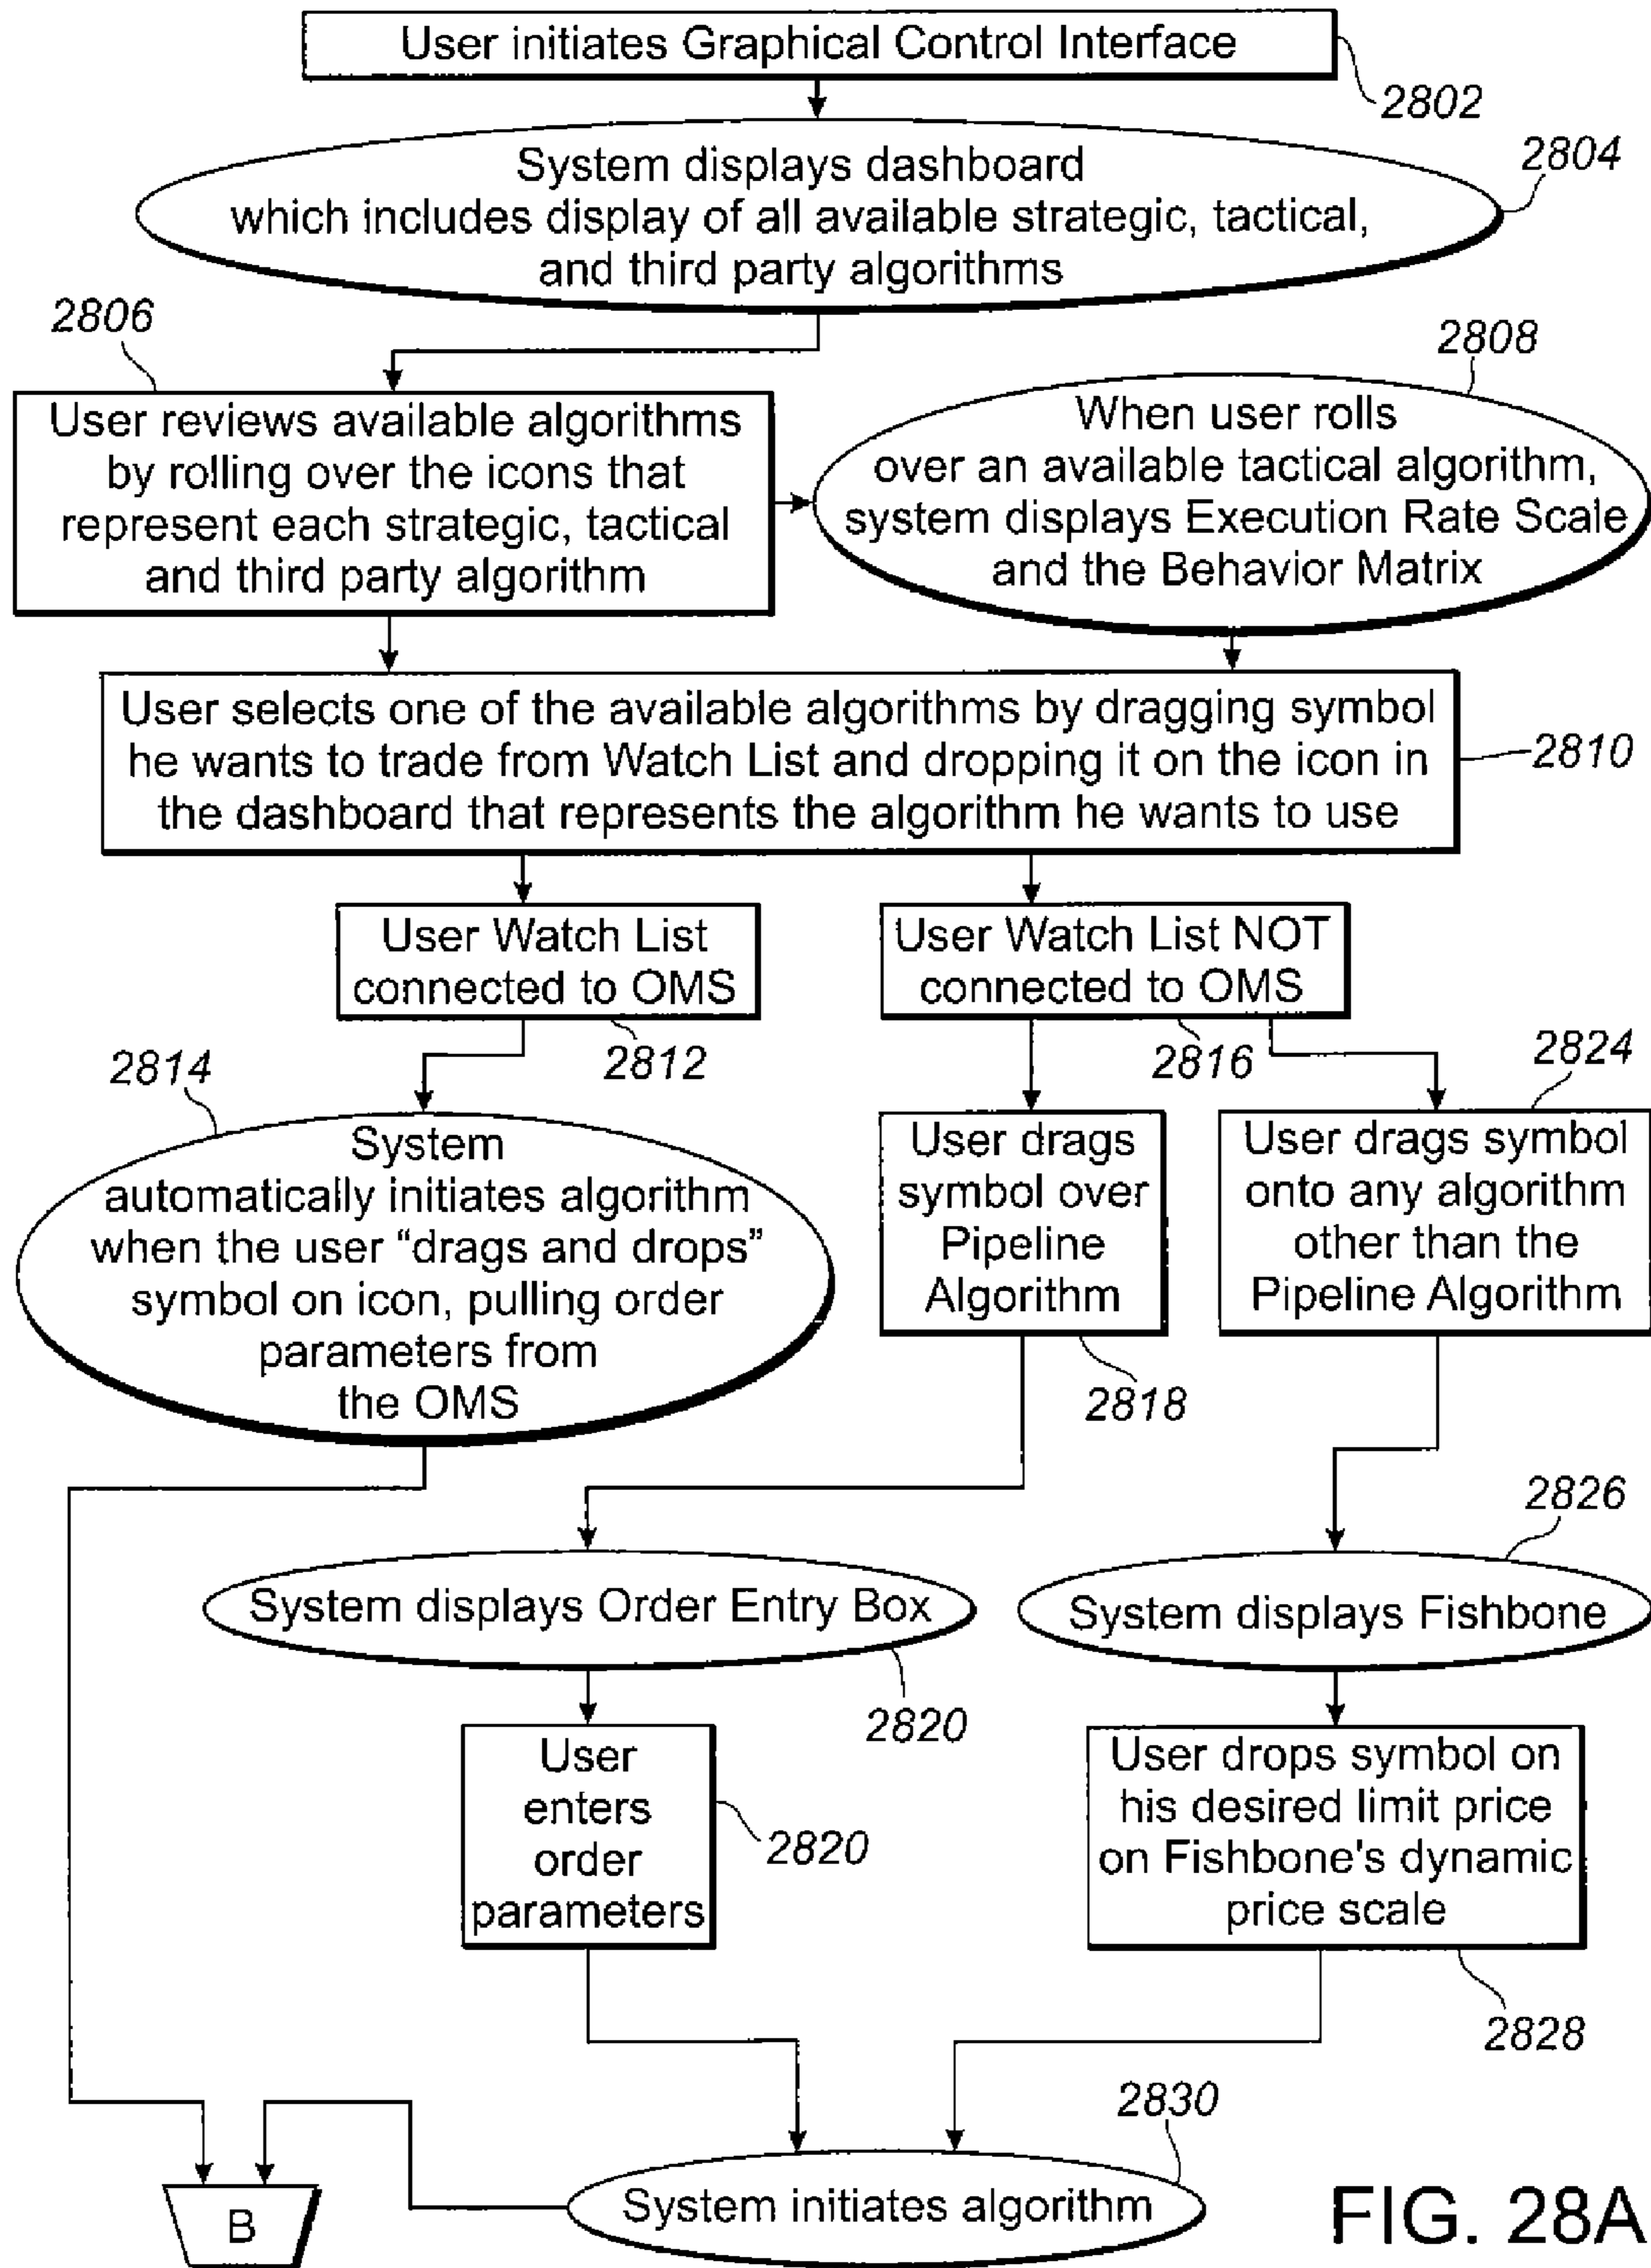 User initiates Graphical Control Interface
2802
System displays dashboard
which includes display of all available strategic, tactical,
and third party algorithms
2804
2806
User reviews available algorithms
by rolling over the icons that
represent each strategic, tactical
and third party algorithm
2808
When user rolls
over an available tactical algorithm,
system displays Execution Rate Scale
and the Behavior Matrix
User selects one of the available algorithms by dragging symbol
he wants to trade from Watch List and dropping it on the icon in
the dashboard that represents the algorithm he wants to use
2810
User Watch List
connected to OMS
2812
User Watch List NOT
connected to OMS
2816
2814
System
automatically initiates algorithm
when the user “drags and drops”
symbol on icon, pulling order
parameters from
the OMS
User drags
symbol over
Pipeline
Algorithm
2818
2824
User drags symbol
onto any algorithm
other than the
Pipeline Algorithm
System displays Order Entry Box
2820
2826
System displays Fishbone
User
enters
order
parameters
2820
User drops symbol on
his desired limit price
on Fishbone's dynamic
price scale
2828
2830
System initiates algorithm
B
FIG. 28A